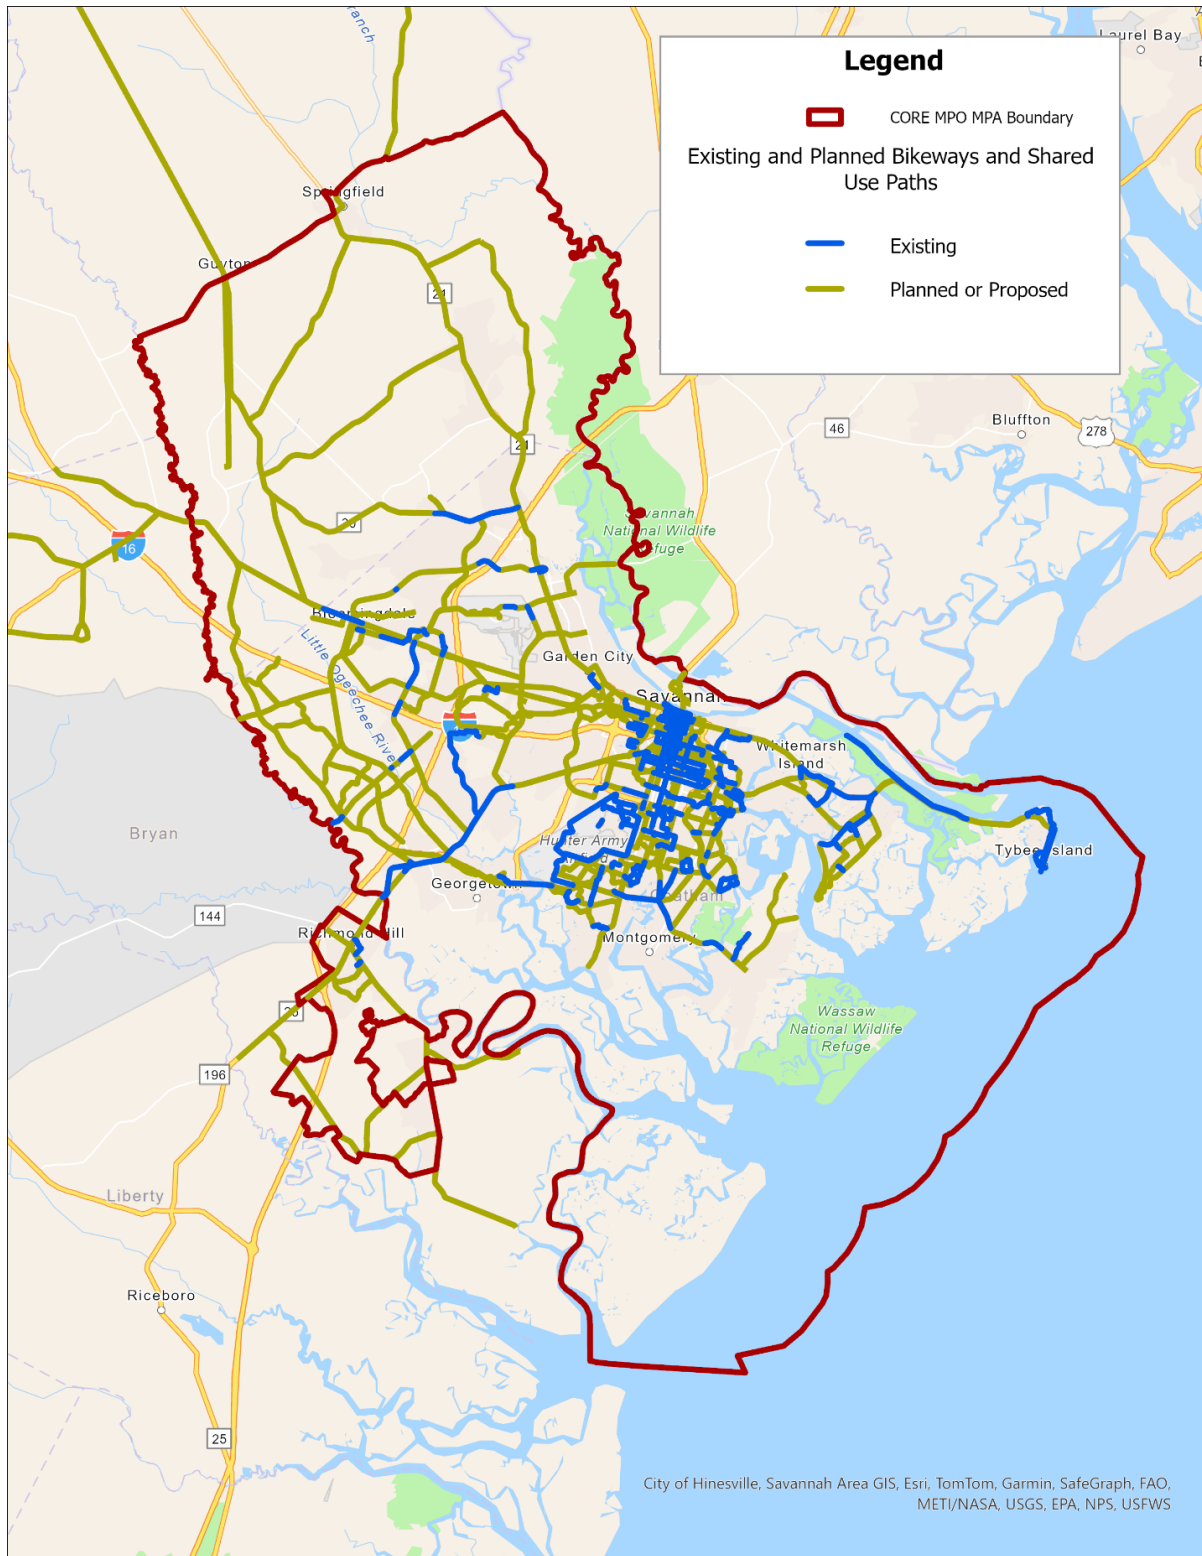 Legend
CORE MPO MPA Boundary
Existing and Planned Bikeways and Shared
Use Paths
Existing
Planned or Proposed
Laurel Bay
Springfield
Guyton
21
Bluffton
46
278
21
30
16
Savannah
National Wildlife
Refuge
Bloomingdale
Little Ogeechee River
Garden City
Savannah
Whitemarsh
Island
Bryan
Hunter Army
Airfield
Tybee Island
Georgetown
Chatham
144
Richmond Hill
Montgomery
Wassaw
National Wildlife
Refuge
196
Liberty
Riceboro
25
City of Hinesville, Savannah Area GIS, Esri, TomTom, Garmin, SafeGraph, FAO,
METI/NASA, USGS, EPA, NPS, USFWS